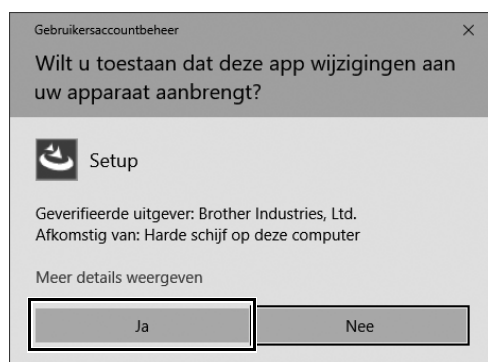 Gebruikersaccountbeheer
Wilt u toestaan dat deze app wijzigingen aan
uw apparaat aanbrengt?
Setup
Geverifieerde uitgever: Brother Industries, Ltd.
Afkomstig van: Harde schijf op deze computer
Meer details weergeven
Ja
Nee